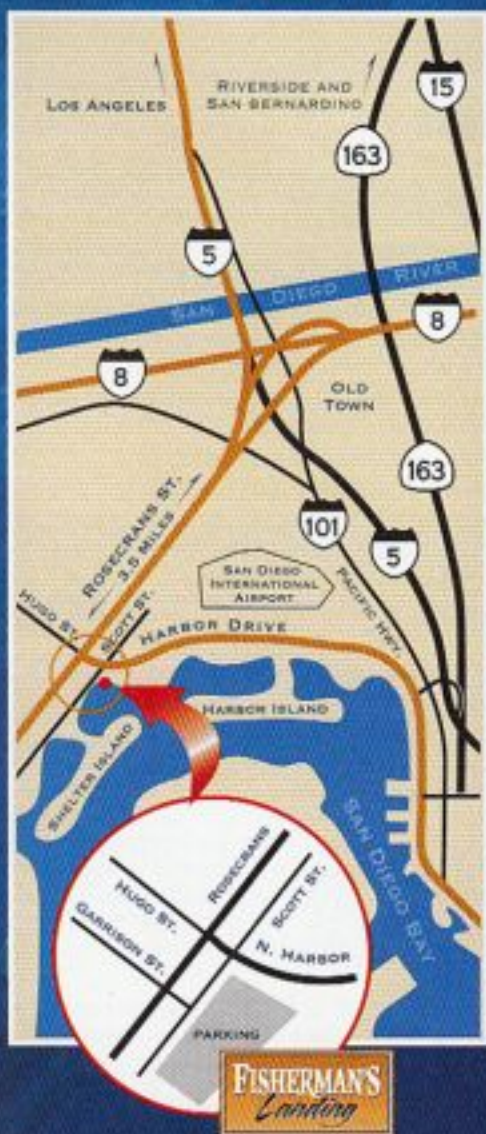 LOS ANGELES
RIVERSIDE AND
SAN BERNARDINO
15
163
5
SAN DIEGO RIVER
8
8
OLD
TOWN
163
ROSECRANS ST.
3.5 MILES
101
5
SAN DIEGO
INTERNATIONAL
AIRPORT
PACIFIC HWY.
HUGO ST.
SCOTT ST.
HARBOR DRIVE
HARBOR ISLAND
SHELTER ISLAND
SAN DIEGO BAY
ROSECRANS
HUGO ST.
SCOTT ST.
GARRISON ST.
N. HARBOR
PARKING
FISHERMAN'S
Landing